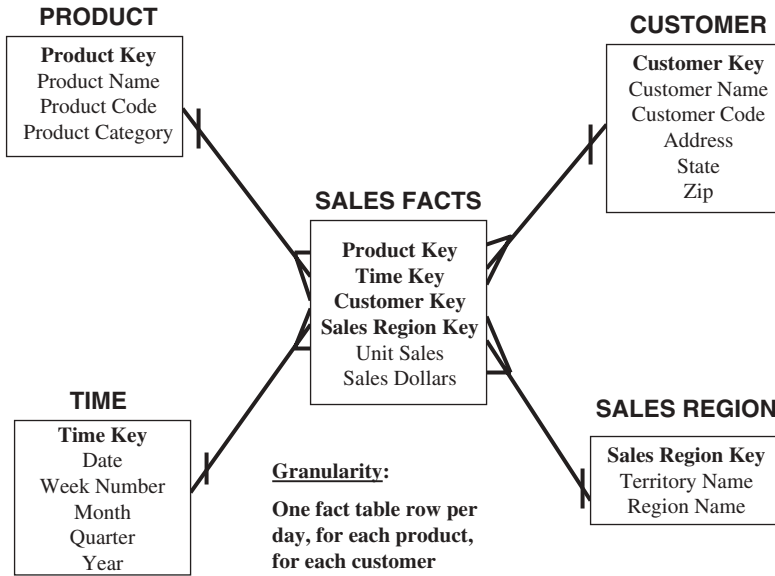 PRODUCT
Product Key
Product Name
Product Code
Product Category
CUSTOMER
Customer Key
Customer Name
Customer Code
Address
State
Zip
SALES FACTS
Product Key
Time Key
Customer Key
Sales Region Key
Unit Sales
Sales Dollars
TIME
Time Key
Date
Week Number
Month
Quarter
Year
Granularity:
One fact table row per
day, for each product,
for each customer
SALES REGION
Sales Region Key
Territory Name
Region Name